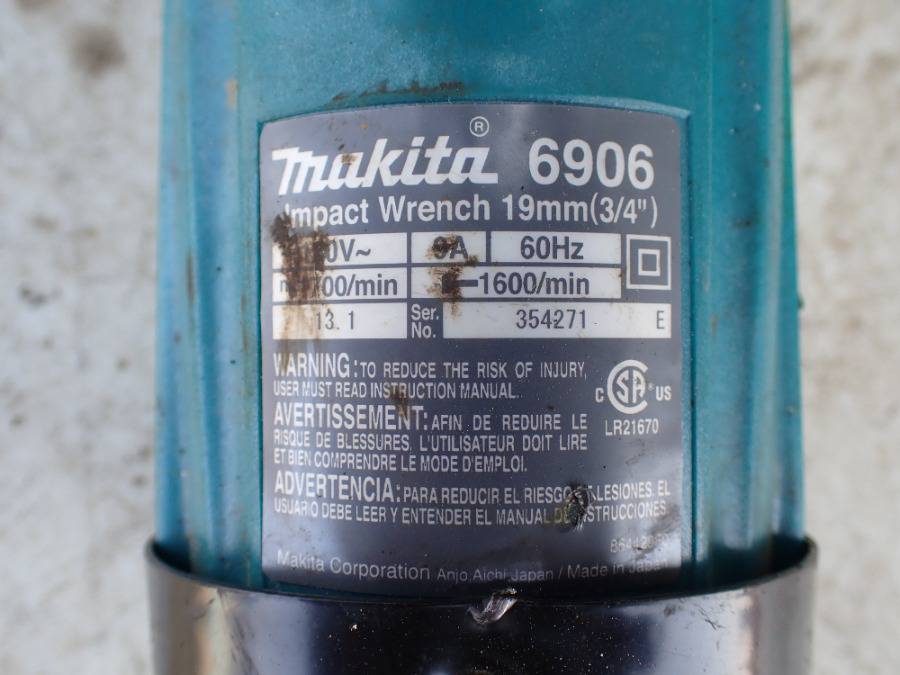 makita® 6906
Impact Wrench 19mm(3/4")
0V~ 9A 60Hz
1600/min
13. 1 Ser. No. 354271 E
WARNING: TO REDUCE THE RISK OF INJURY,
USER MUST READ INSTRUCTION MANUAL.
C SA ® US
LR21670
AVERTISSEMENT: AFIN DE REDUIRE LE
RISQUE DE BLESSURES, L'UTILISATEUR DOIT LIRE
ET BIEN COMPRENDRE LE MODE D'EMPLOI.
ADVERTENCIA: PARA REDUCIR EL RIESGO LESIONES, EL
USUARIO DEBE LEER Y ENTENDER EL MANUAL
Makita Corporation Anjo, Aichi Japan / Made in Japan